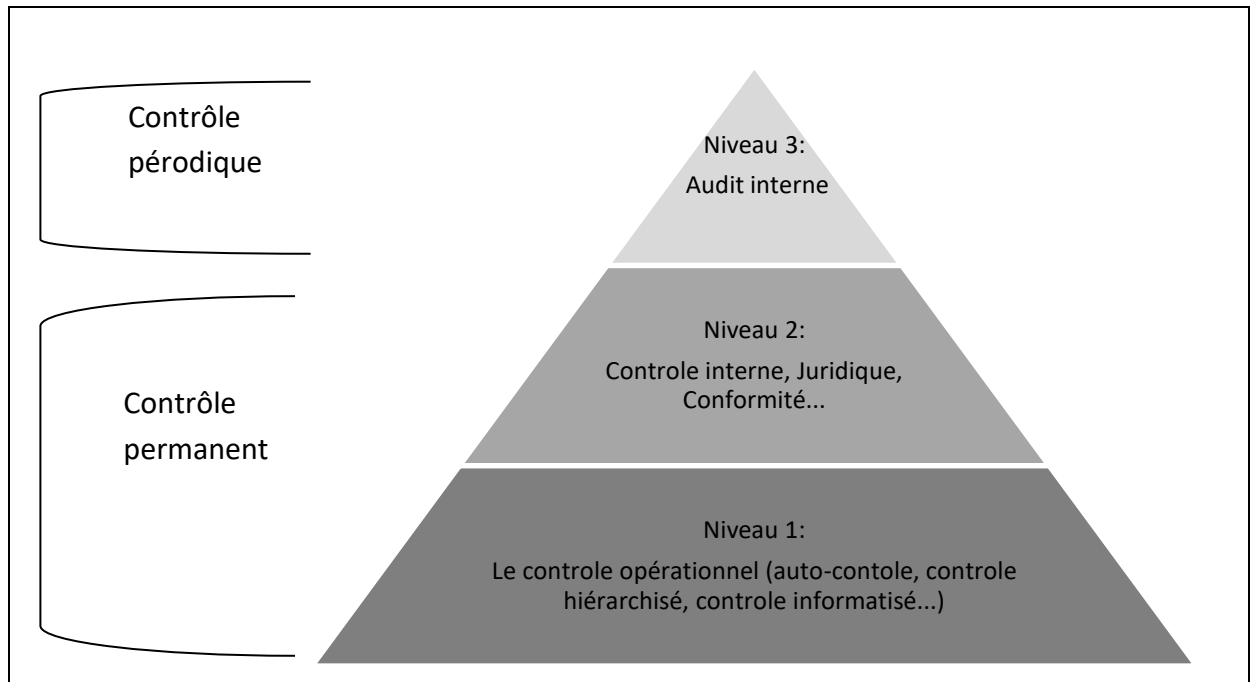 Contrôle
pérodique
Niveau 3:
Audit interne
Niveau 2:
Controle interne, Juridique,
Conformité...
Contrôle
permanent
Niveau 1:
Le controle opérationnel (auto-contole, controle
hiérarchisé, controle informatisé...)